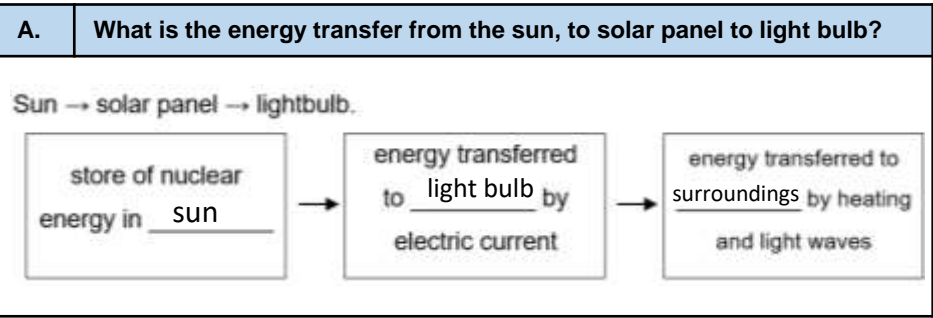 A. What is the energy transfer from the sun, to solar panel to light bulb?
Sun → solar panel → lightbulb.
store of nuclear
energy in sun
energy transferred
to light bulb by
electric current
energy transferred to
surroundings by heating
and light waves